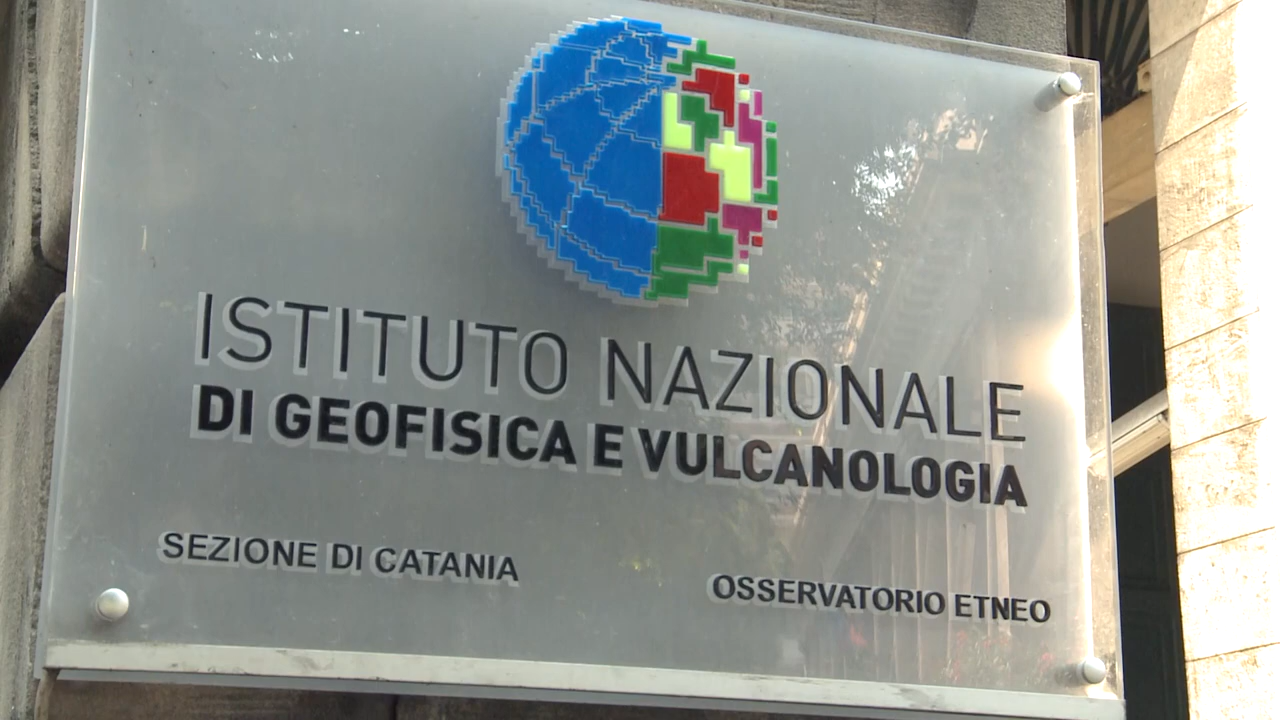 ISTITUTO NAZIONALE
DI GEOFISICA E VULCANOLOGIA
SEZIONE DI CATANIA
OSSERVATORIO ETNEO